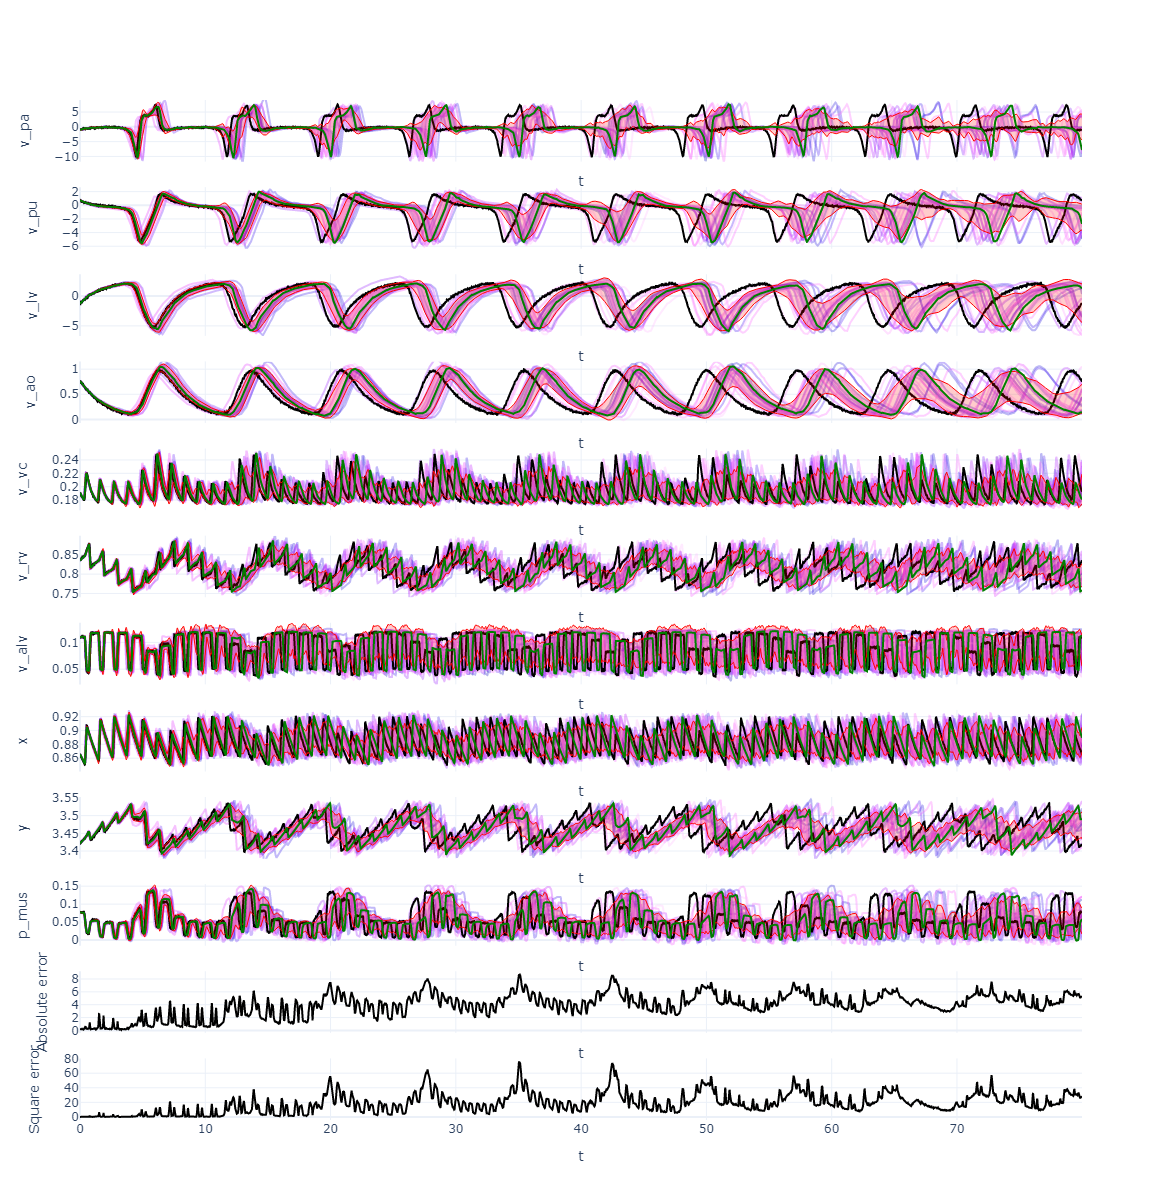 v_pa
5
0
−5
−10
t
v_pu
2
0
−2
−4
−6
t
v_lv
0
−5
t
v_ao
1
0.5
0
t
v_vc
0.24
0.22
0.2
0.18
t
v_rv
0.85
0.8
0.75
t
v_alv
0.1
0.05
t
x
0.92
0.9
0.88
0.86
t
y
3.55
3.5
3.45
3.4
t
p_mus
0.15
0.1
0.05
0
t
Absolute error
8
6
4
2
0
t
Square error
80
60
40
20
0
0 10 20 30 40 50 60 70
t